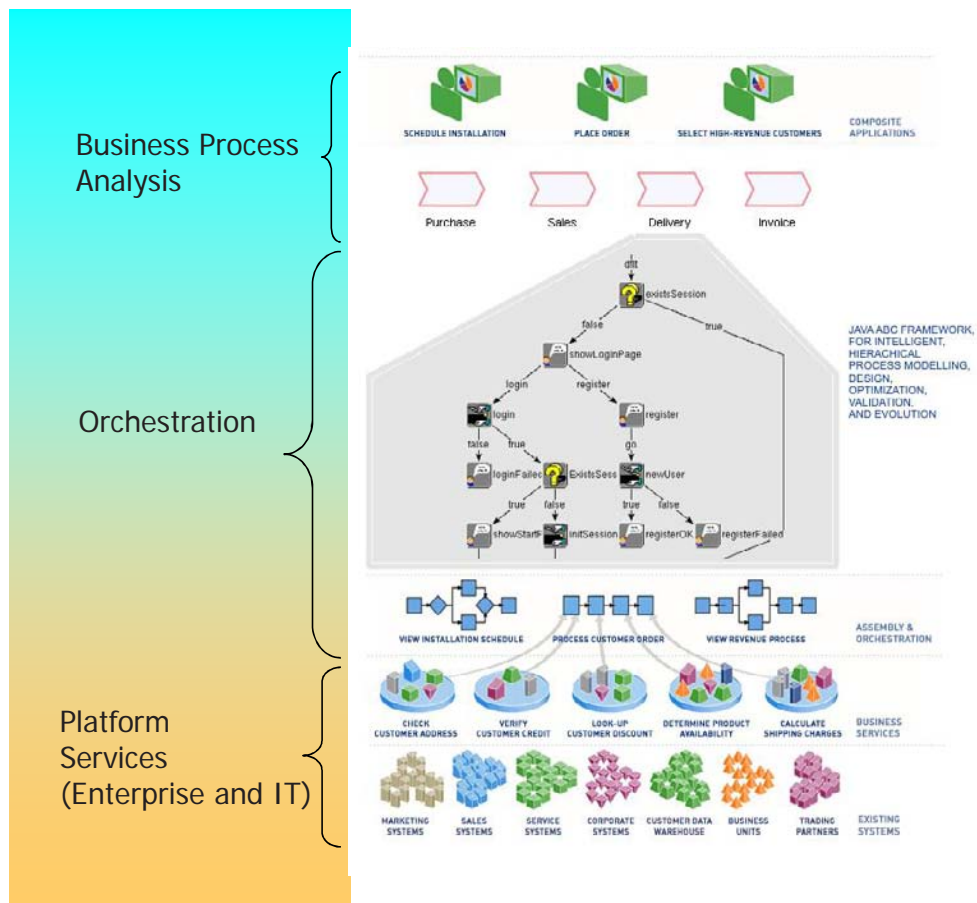 Business Process
Analysis
SCHEDULE INSTALLATION
PLACE ORDER
SELECT HIGH-REVENUE CUSTOMERS
COMPOSITE
APPLICATIONS
Purchase
Sales
Delivery
Invoice
Orchestration
dflt
existsSession
false
true
showLoginPage
login
register
login
register
false
true
go
loginFailed
ExistsSess
newUser
true
false
true
false
showStartP
initSession
registerOK
registerFailed
JAVA ABC FRAMEWORK,
FOR INTELLIGENT,
HIERACHICAL
PROCESS MODELLING,
DESIGN,
OPTIMIZATION,
VALIDATION,
AND EVOLUTION
VIEW INSTALLATION SCHEDULE
PROCESS CUSTOMER ORDER
VIEW REVENUE PROCESS
ASSEMBLY &
ORCHESTRATION
Platform
Services
(Enterprise and IT)
CHECK
CUSTOMER ADDRESS
VERIFY
CUSTOMER CREDIT
LOOK-UP
CUSTOMER DISCOUNT
DETERMINE PRODUCT
AVAILABILITY
CALCULATE
SHIPPING CHARGES
BUSINESS
SERVICES
MARKETING
SYSTEMS
SALES
SYSTEMS
SERVICE
SYSTEMS
CORPORATE
SYSTEMS
CUSTOMER DATA
WAREHOUSE
BUSINESS
UNITS
TRADING
PARTNERS
EXISTING
SYSTEMS